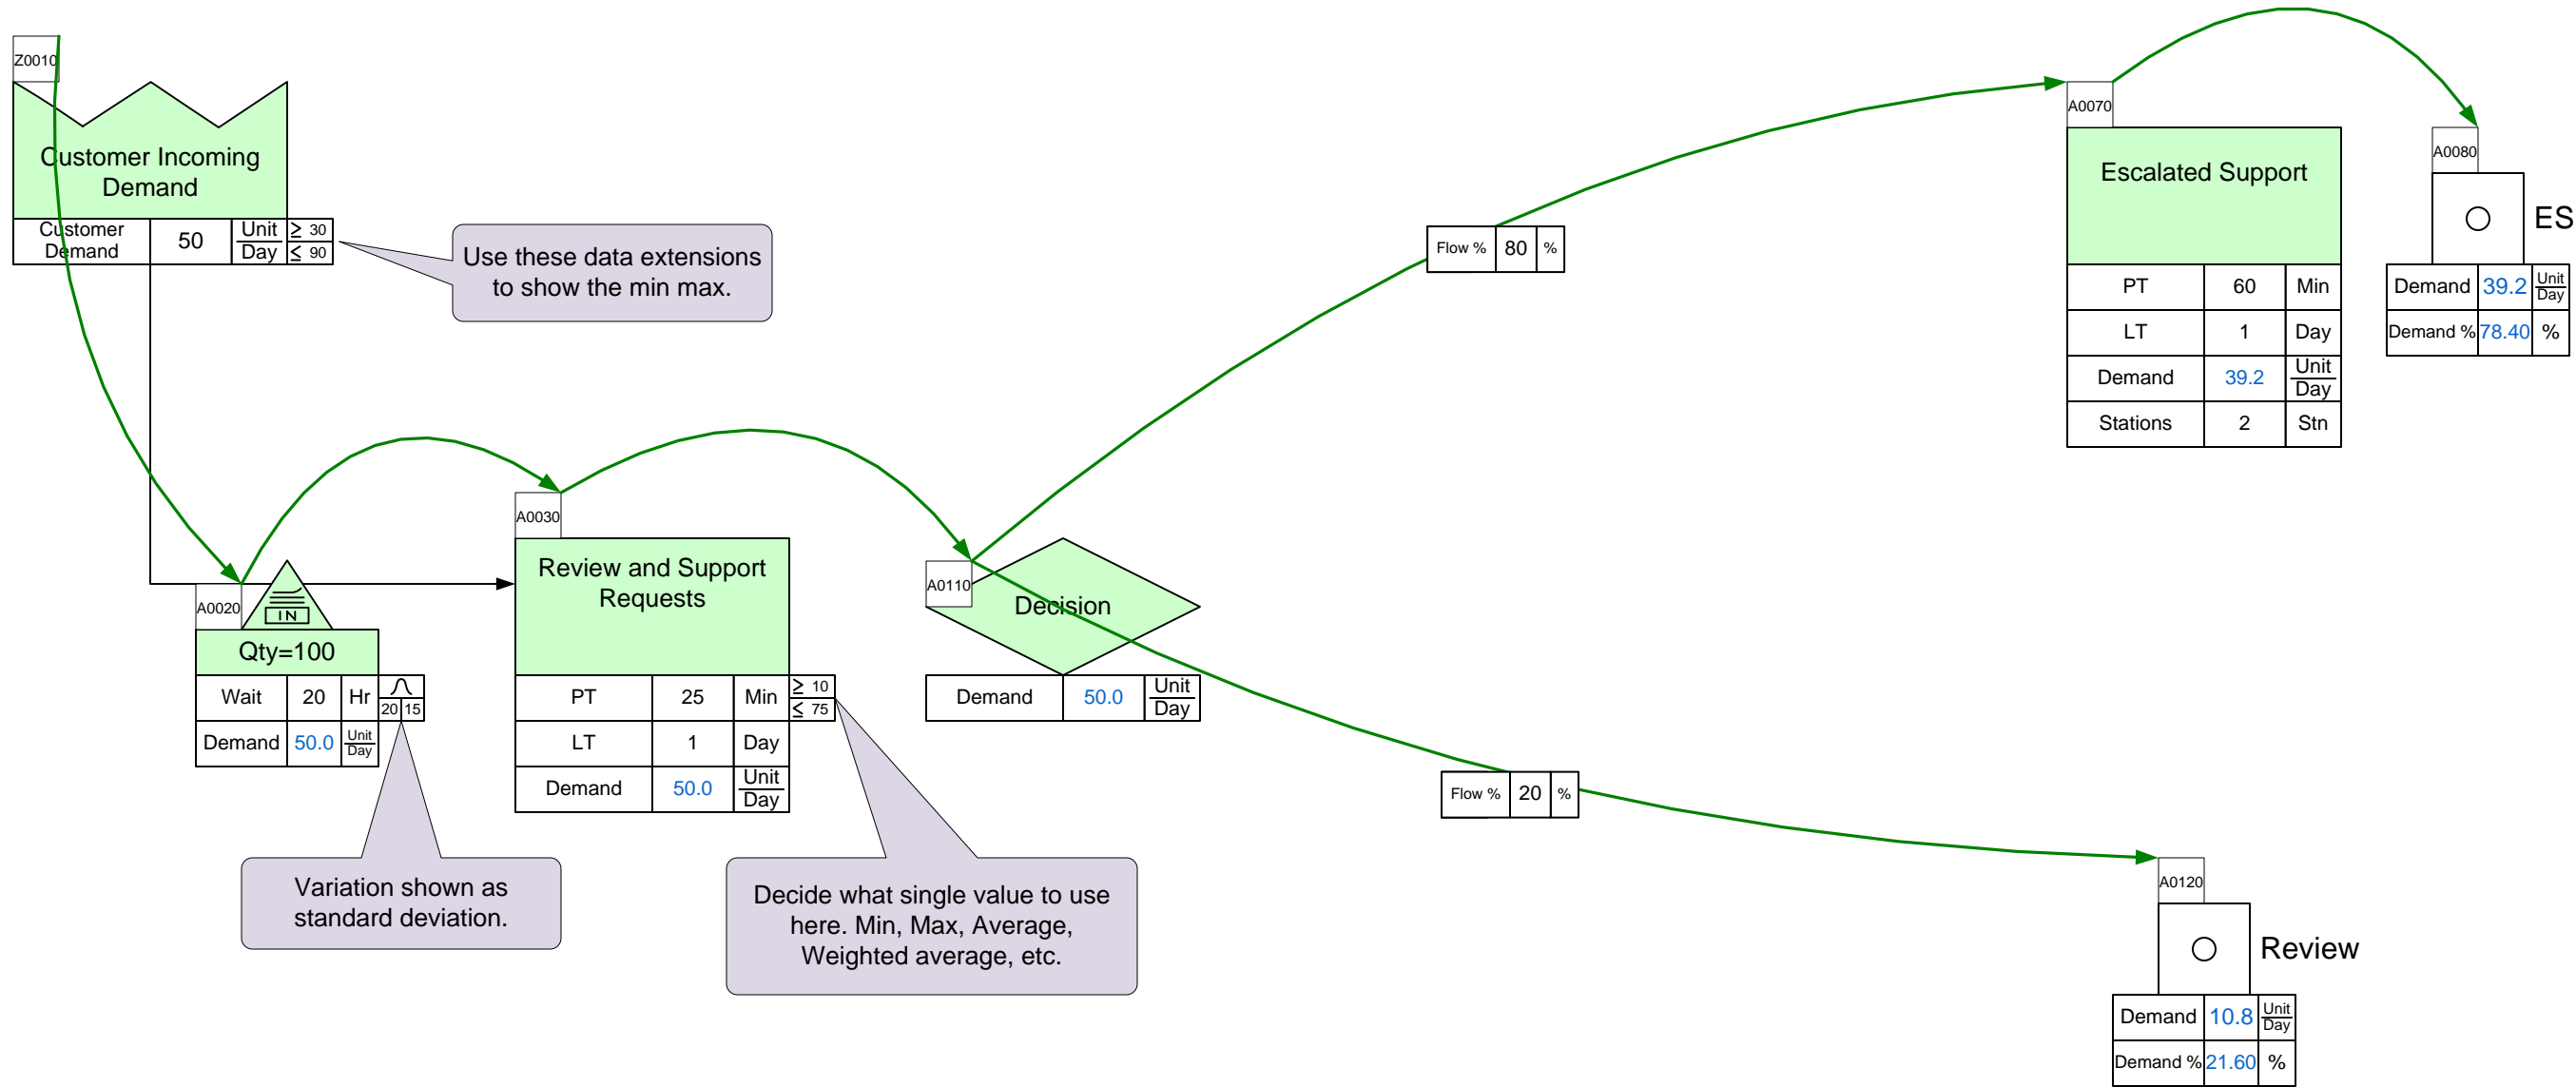 Z0010
Customer Incoming
Demand
Customer
Demand
50
Unit
Day
≥ 30
≤ 90
Use these data extensions
to show the min max.
A0020
IN
Qty=100
Wait 20 Hr
20 15
Demand 50.0 Unit
Day
Variation shown as
standard deviation.
A0030
Review and Support
Requests
PT 25 Min
≥ 10
≤ 75
LT 1 Day
Demand 50.0 Unit
Day
Decide what single value to use
here. Min, Max, Average,
Weighted average, etc.
A0110
Decision
Demand 50.0 Unit
Day
Flow % 80 %
A0070
Escalated Support
PT 60 Min
LT 1 Day
Demand 39.2 Unit
Day
Stations 2 Stn
A0080
ES
Demand 39.2 Unit
Day
Demand % 78.40 %
Flow % 20 %
A0120
Review
Demand 10.8 Unit
Day
Demand % 21.60 %